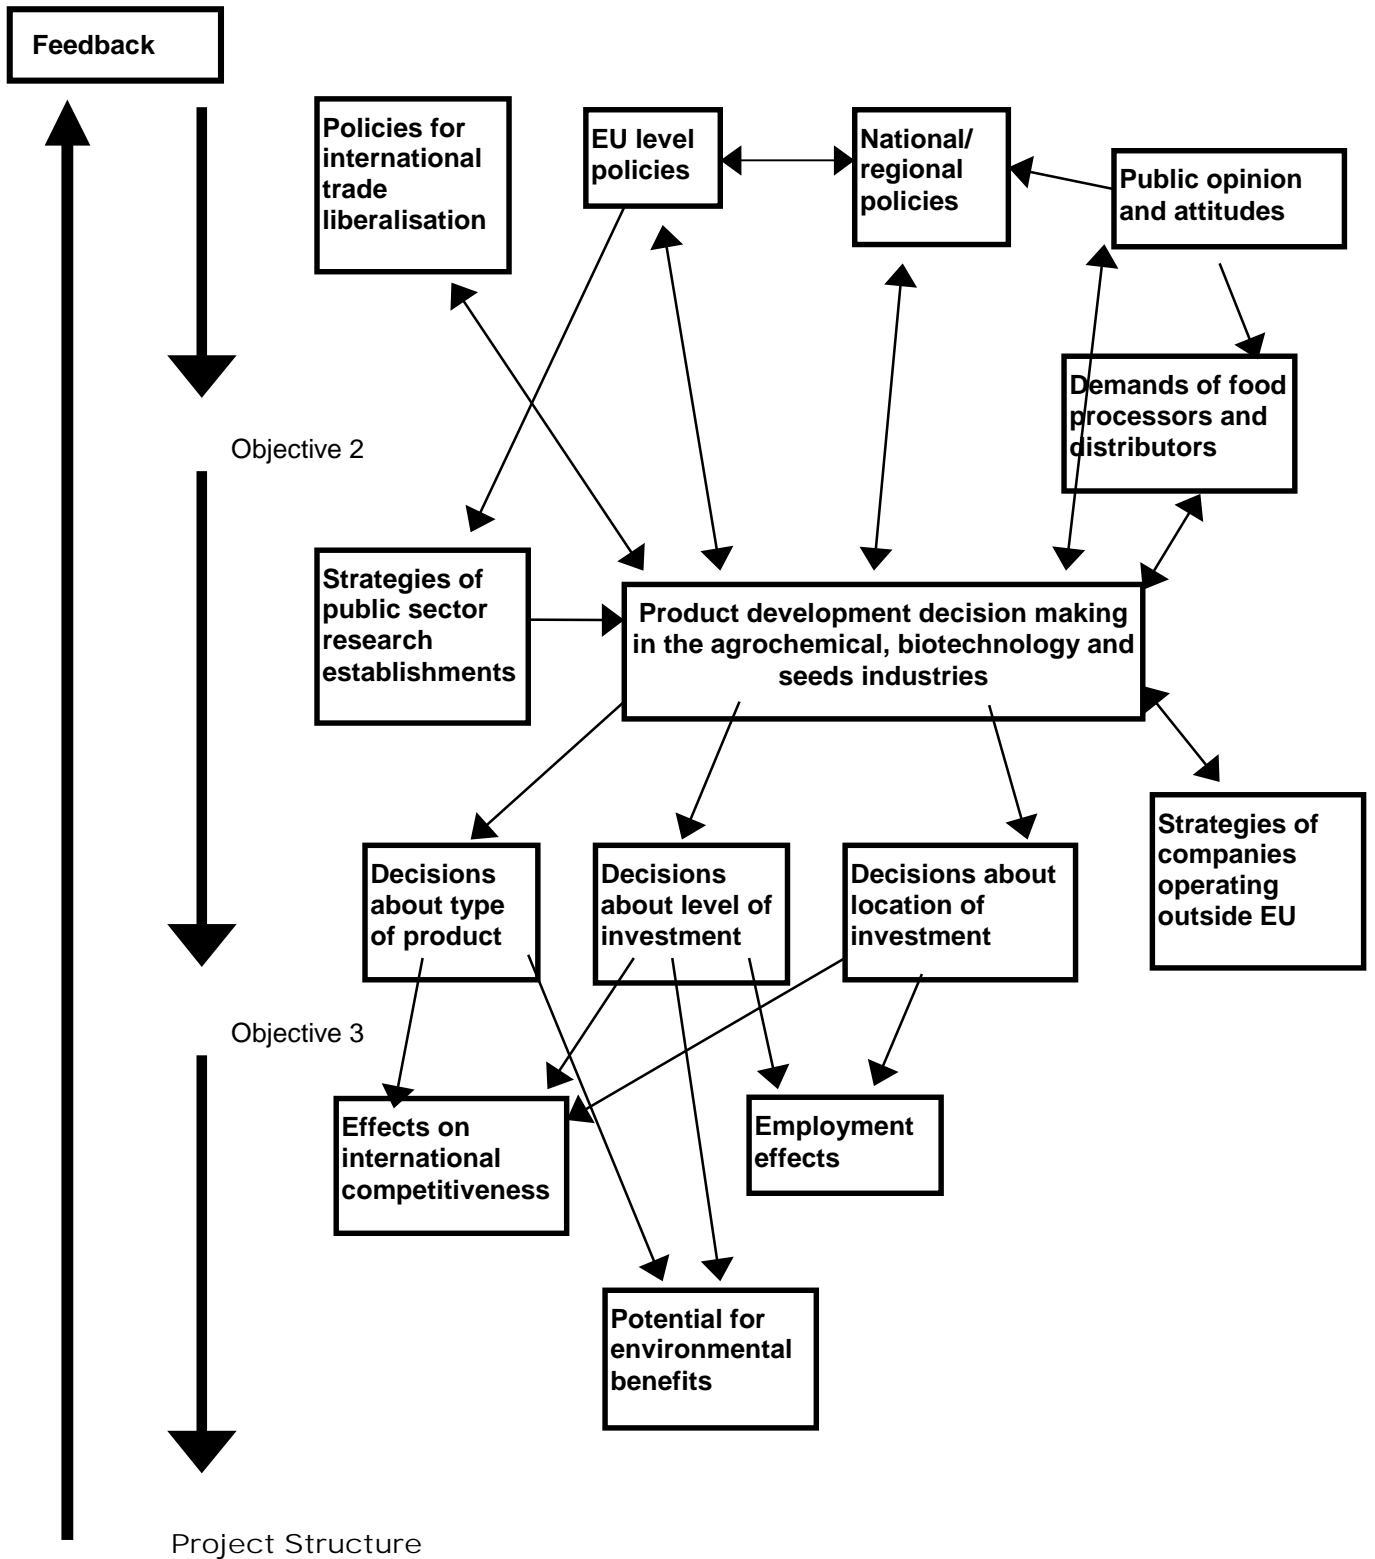 Feedback
Policies for
international
trade
liberalisation
EU level
policies
National/
regional
policies
Public opinion
and attitudes
Demands of food
processors and
distributors
Objective 2
Strategies of
public sector
research
establishments
Product development decision making
in the agrochemical, biotechnology and
seeds industries
Strategies of
companies
operating
outside EU
Decisions
about type
of product
Decisions
about level of
investment
Decisions about
location of
investment
Objective 3
Effects on
international
competitiveness
Employment
effects
Potential for
environmental
benefits
Project Structure